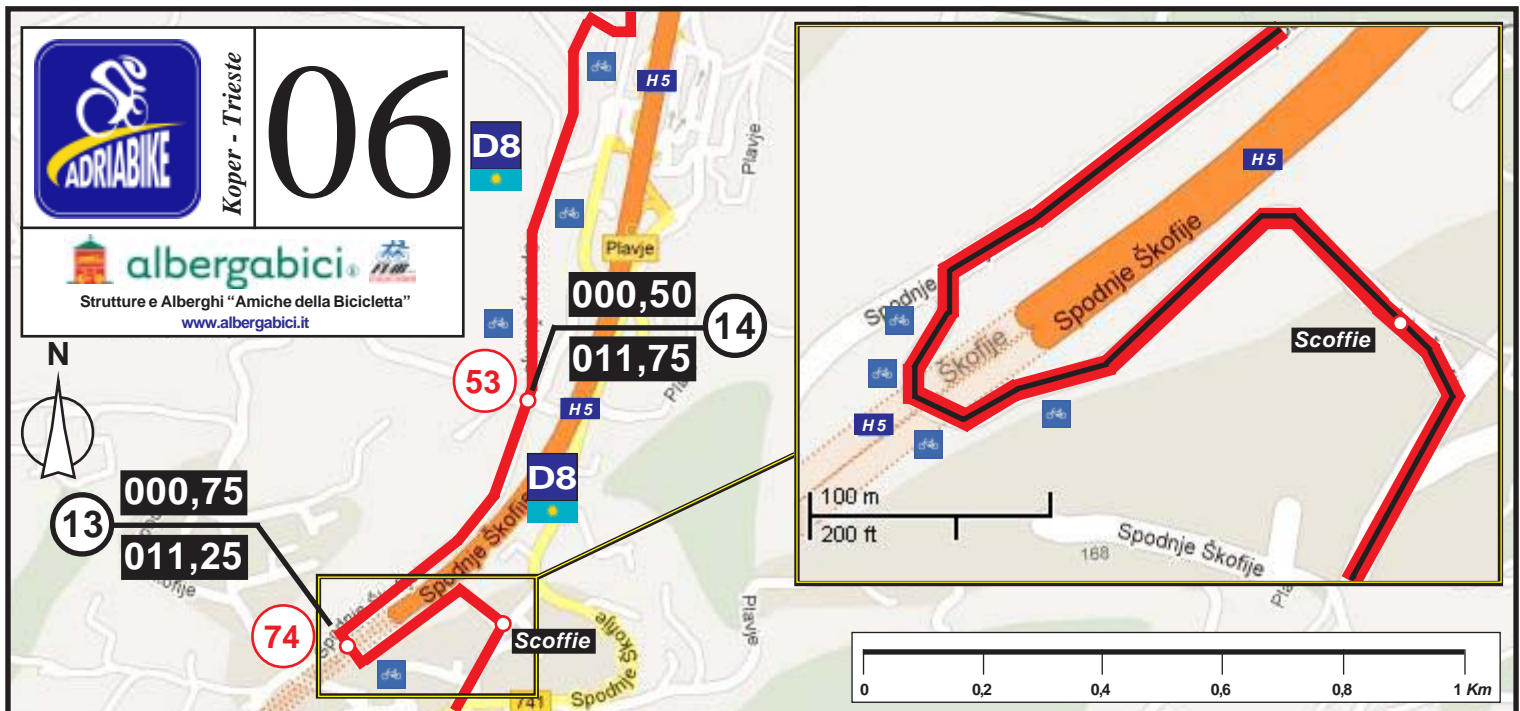 ADRIABIKE
Koper - Trieste
06
albergabici®
Strutture e Alberghi “Amiche della Bicicletta”
www.albergabici.it
N
D8
H5
Plavje
Plavje
000,50
14
011,75
53
H5
D8
000,75
13
011,25
74
Spodnje Škofije
Scoffie
Spodnje Škofije
Plavje
741
Spodnje
H5
Spodnje Škofije
Spodnje
Škofije
Scoffie
H5
100 m
200 ft
168
Spodnje Škofije
0
0,2
0,4
0,6
0,8
1 Km